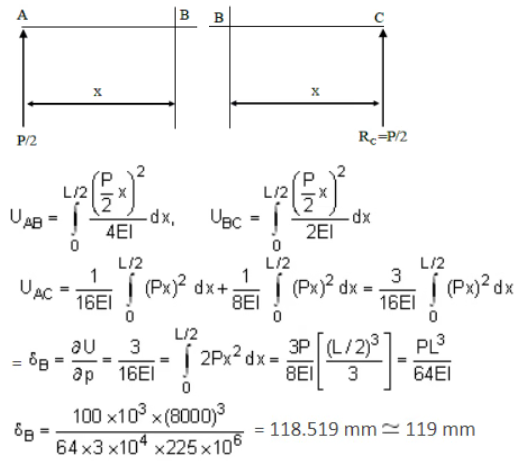 A B B C
x x
P/2 R_C=P/2
U_AB = ∫_0^{L/2} (P/2 x)^2 / 4EI dx, U_BC = ∫_0^{L/2} (P/2 x)^2 / 2EI dx
U_AC = 1/16EI ∫_0^{L/2} (Px)^2 dx + 1/8EI ∫_0^{L/2} (Px)^2 dx = 3/16EI ∫_0^{L/2} (Px)^2 dx
= δ_B = ∂U/∂p = 3/16EI = ∫_0^{L/2} 2Px^2 dx = 3P/8EI [(L/2)^3 / 3] = PL^3/64EI
δ_B = 100 ×10^3 ×(8000)^3 / 64×3×10^4 ×225×10^6 = 118.519 mm ≃ 119 mm